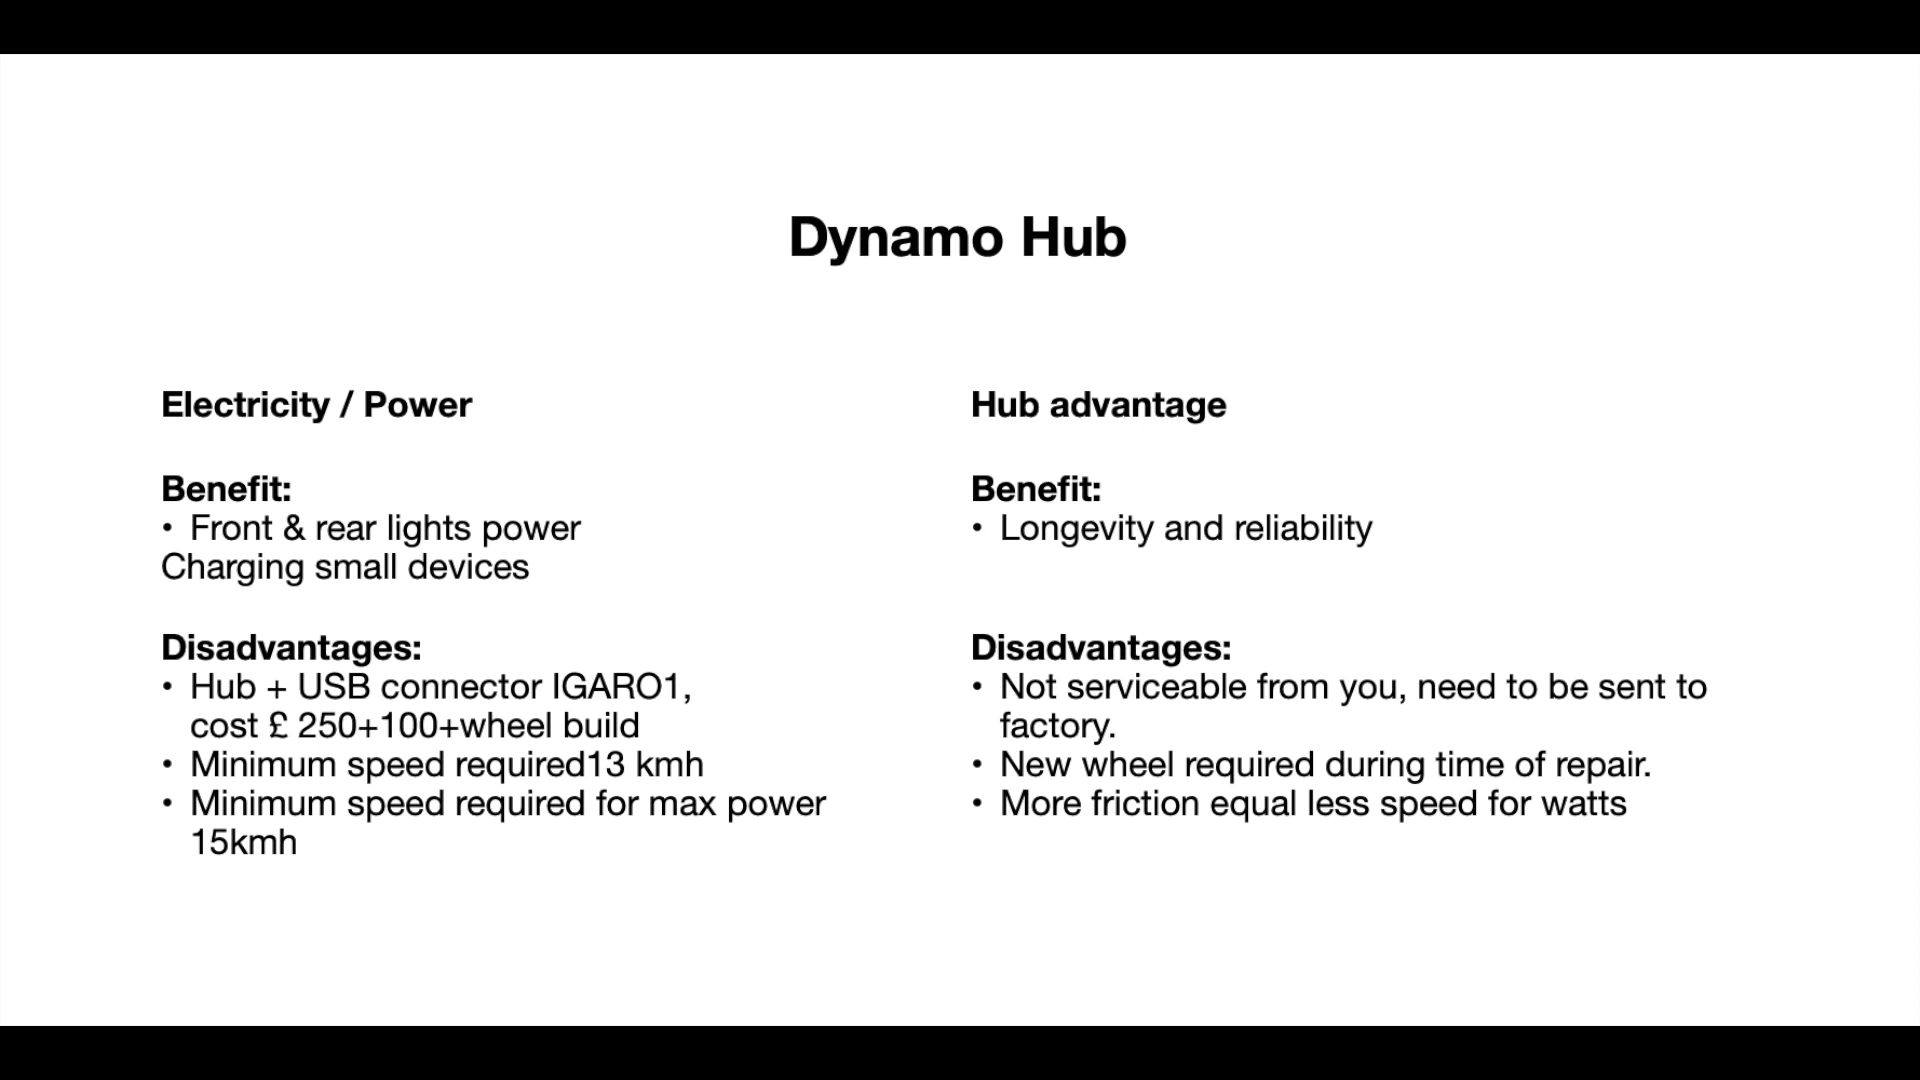 Dynamo Hub
Electricity / Power
Benefit:
• Front & rear lights power
Charging small devices
Disadvantages:
• Hub + USB connector IGARO1,
cost £ 250+100+wheel build
• Minimum speed required13 kmh
• Minimum speed required for max power
15kmh
Hub advantage
Benefit:
• Longevity and reliability
Disadvantages:
• Not serviceable from you, need to be sent to
factory.
• New wheel required during time of repair.
• More friction equal less speed for watts